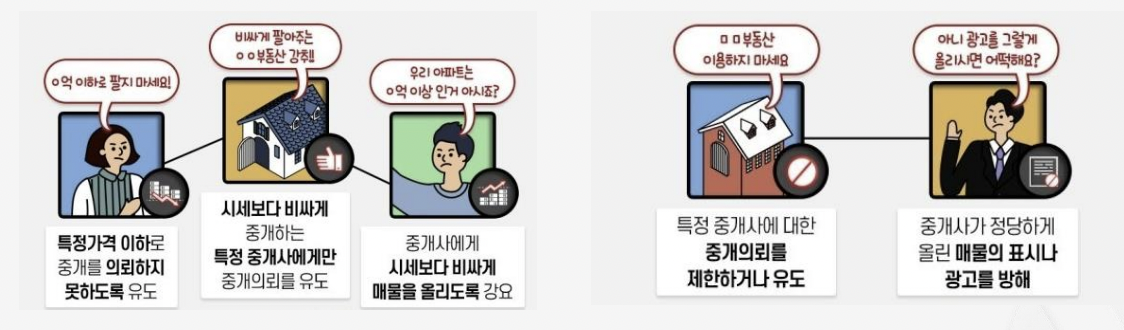 ㅇ억 이하로 팔지 마세요!
특정가격 이하로
중개를 의뢰하지
못하도록 유도
비싸게 팔아주는
ㅇㅇ부동산 강추!!
시세보다 비싸게
중개하는
특정 중개사에게만
중개의뢰를 유도
우리 아파트는
ㅇ억 이상 인거 아시죠?
중개사에게
시세보다 비싸게
매물을 올리도록 강요
ㅁㅁ부동산
이용하지 마세요
특정 중개사에 대한
중개의뢰를
제한하거나 유도
아니 광고를 그렇게
올리시면 어떡해요?
중개사가 정당하게
올린 매물의 표시나
광고를 방해